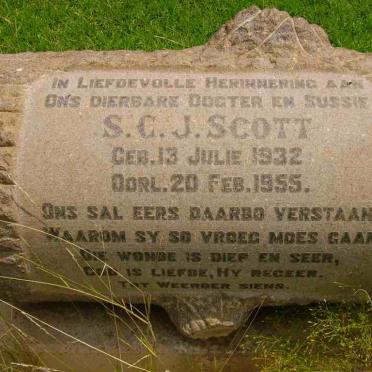 In Liefdevolle Herinnering aan
Ons dierbare Dogter en Sussie
S.C.J. Scott
Geb. 13 Julie 1932
Oorl. 20 Feb. 1955.
Ons sal eers daarbo verstaan
Waarom sy so vroeg moes gaan
Die wonde is diep en seer,
God is liefde, Hy regeer.
Tot Weerder siens.